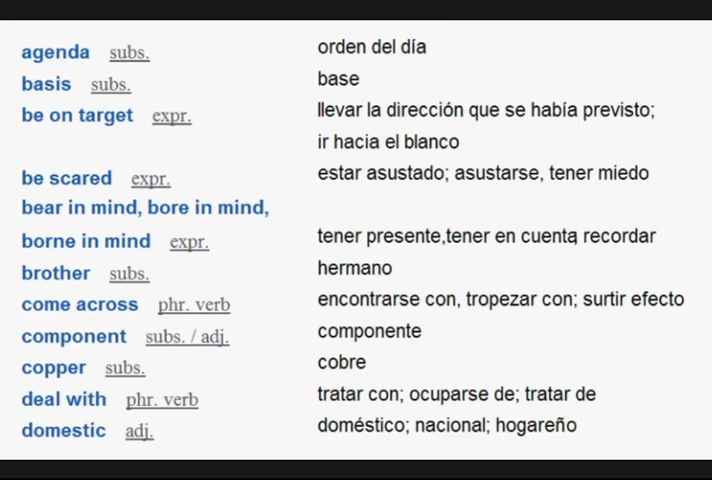 agenda subs. orden del día
basis subs. base
be on target expr. llevar la dirección que se había previsto;
ir hacia el blanco
be scared expr. estar asustado; asustarse, tener miedo
bear in mind, bore in mind,
borne in mind expr. tener presente,tener en cuenta, recordar
brother subs. hermano
come across phr. verb encontrarse con, tropezar con; surtir efecto
component subs. / adj. componente
copper subs. cobre
deal with phr. verb tratar con; ocuparse de; tratar de
domestic adj. doméstico; nacional; hogareño